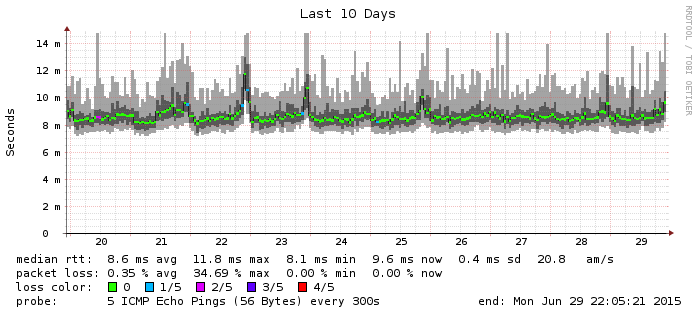 Last 10 Days
RRDTOOL / TOBI OETIKER
Seconds
14 m
12 m
10 m
8 m
6 m
4 m
2 m
0
20 21 22 23 24 25 26 27 28 29
median rtt: 8.6 ms avg 11.8 ms max 8.1 ms min 9.6 ms now 0.4 ms sd 20.8 am/s
packet loss: 0.35 % avg 34.69 % max 0.00 % min 0.00 % now
loss color: 0 1/5 2/5 3/5 4/5
probe: 5 ICMP Echo Pings (56 Bytes) every 300s end: Mon Jun 29 22:05:21 2015